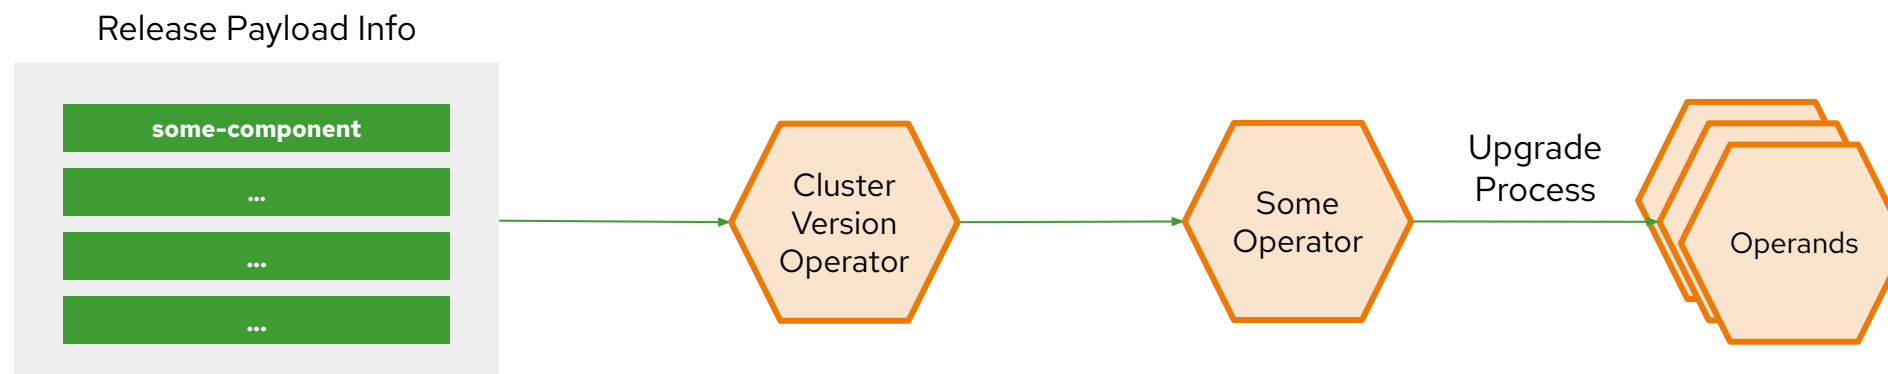 Release Payload Info
some-component
...
...
...
Cluster
Version
Operator
Some
Operator
Upgrade
Process
Operands